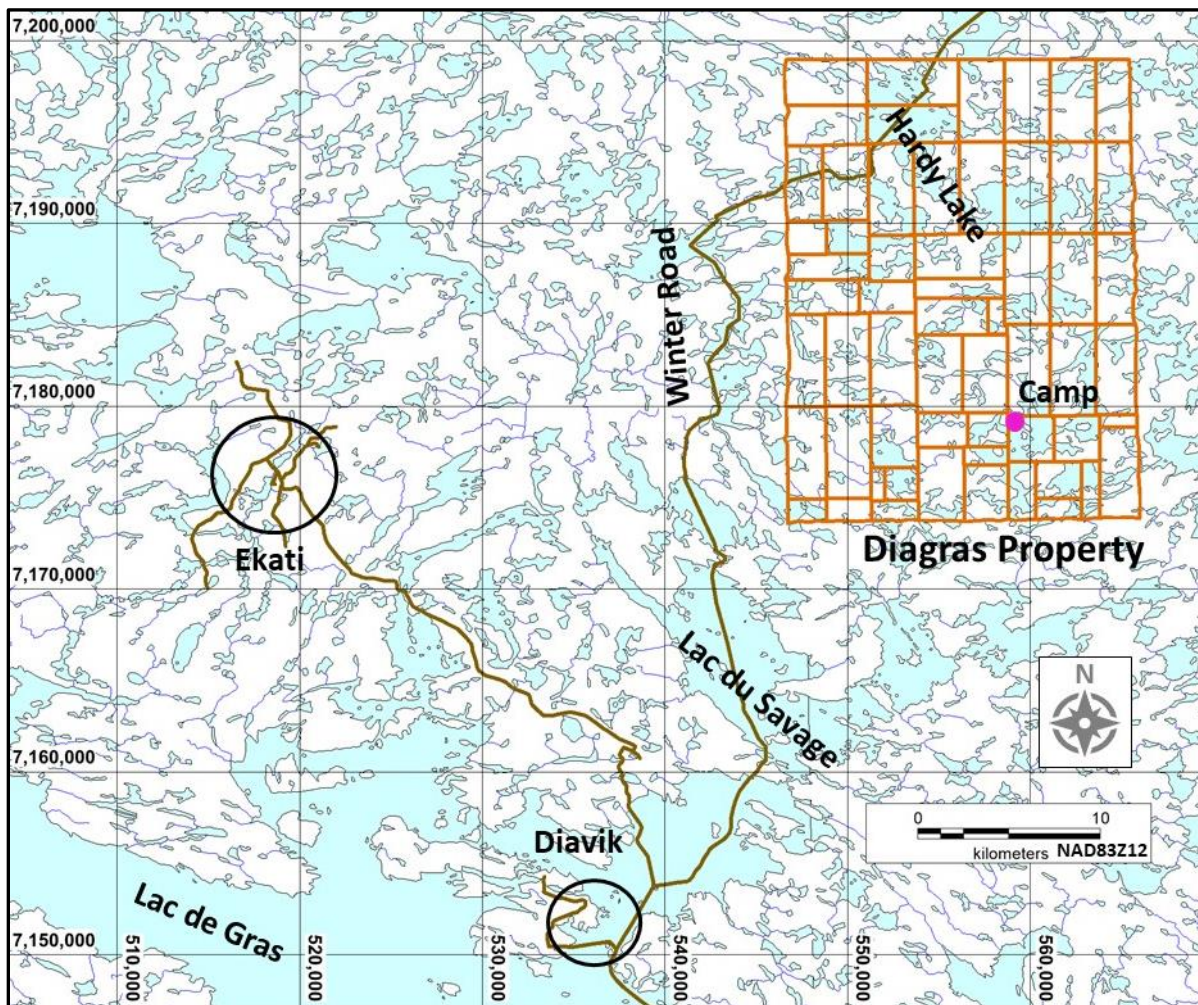 7,200,000
Hardy Lake
7,190,000
Winter Road
7,180,000
Camp
Ekati
Diagras Property
7,170,000
Lac du Savage
N
7,160,000
0 10
kilometers NAD83Z12
Diavik
Lac de Gras
7,150,000
510,000
520,000
530,000
540,000
550,000
560,000